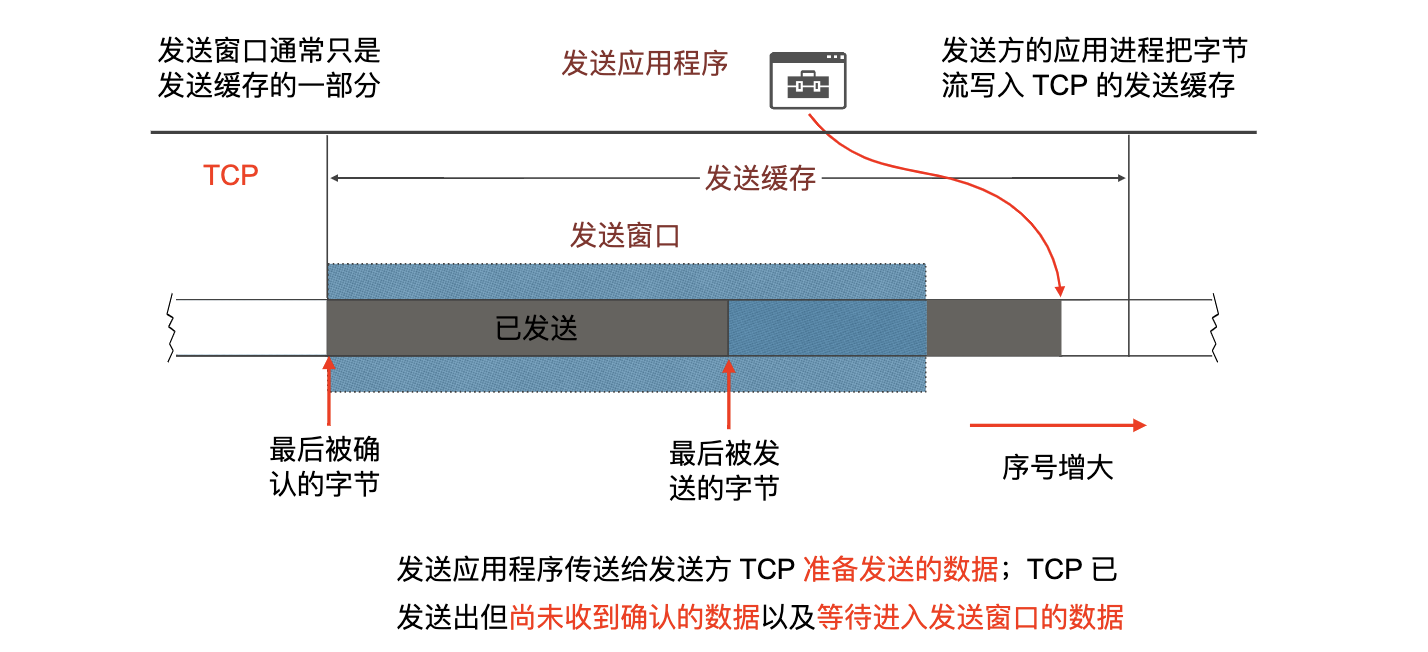 发送窗口通常只是
发送缓存的一部分
发送应用程序
发送方的应用进程把字节
流写入 TCP 的发送缓存
TCP
发送缓存
发送窗口
已发送
最后被确
认的字节
最后被发
送的字节
序号增大
发送应用程序传送给发送方 TCP 准备发送的数据；TCP 已
发送出但尚未收到确认的数据以及等待进入发送窗口的数据